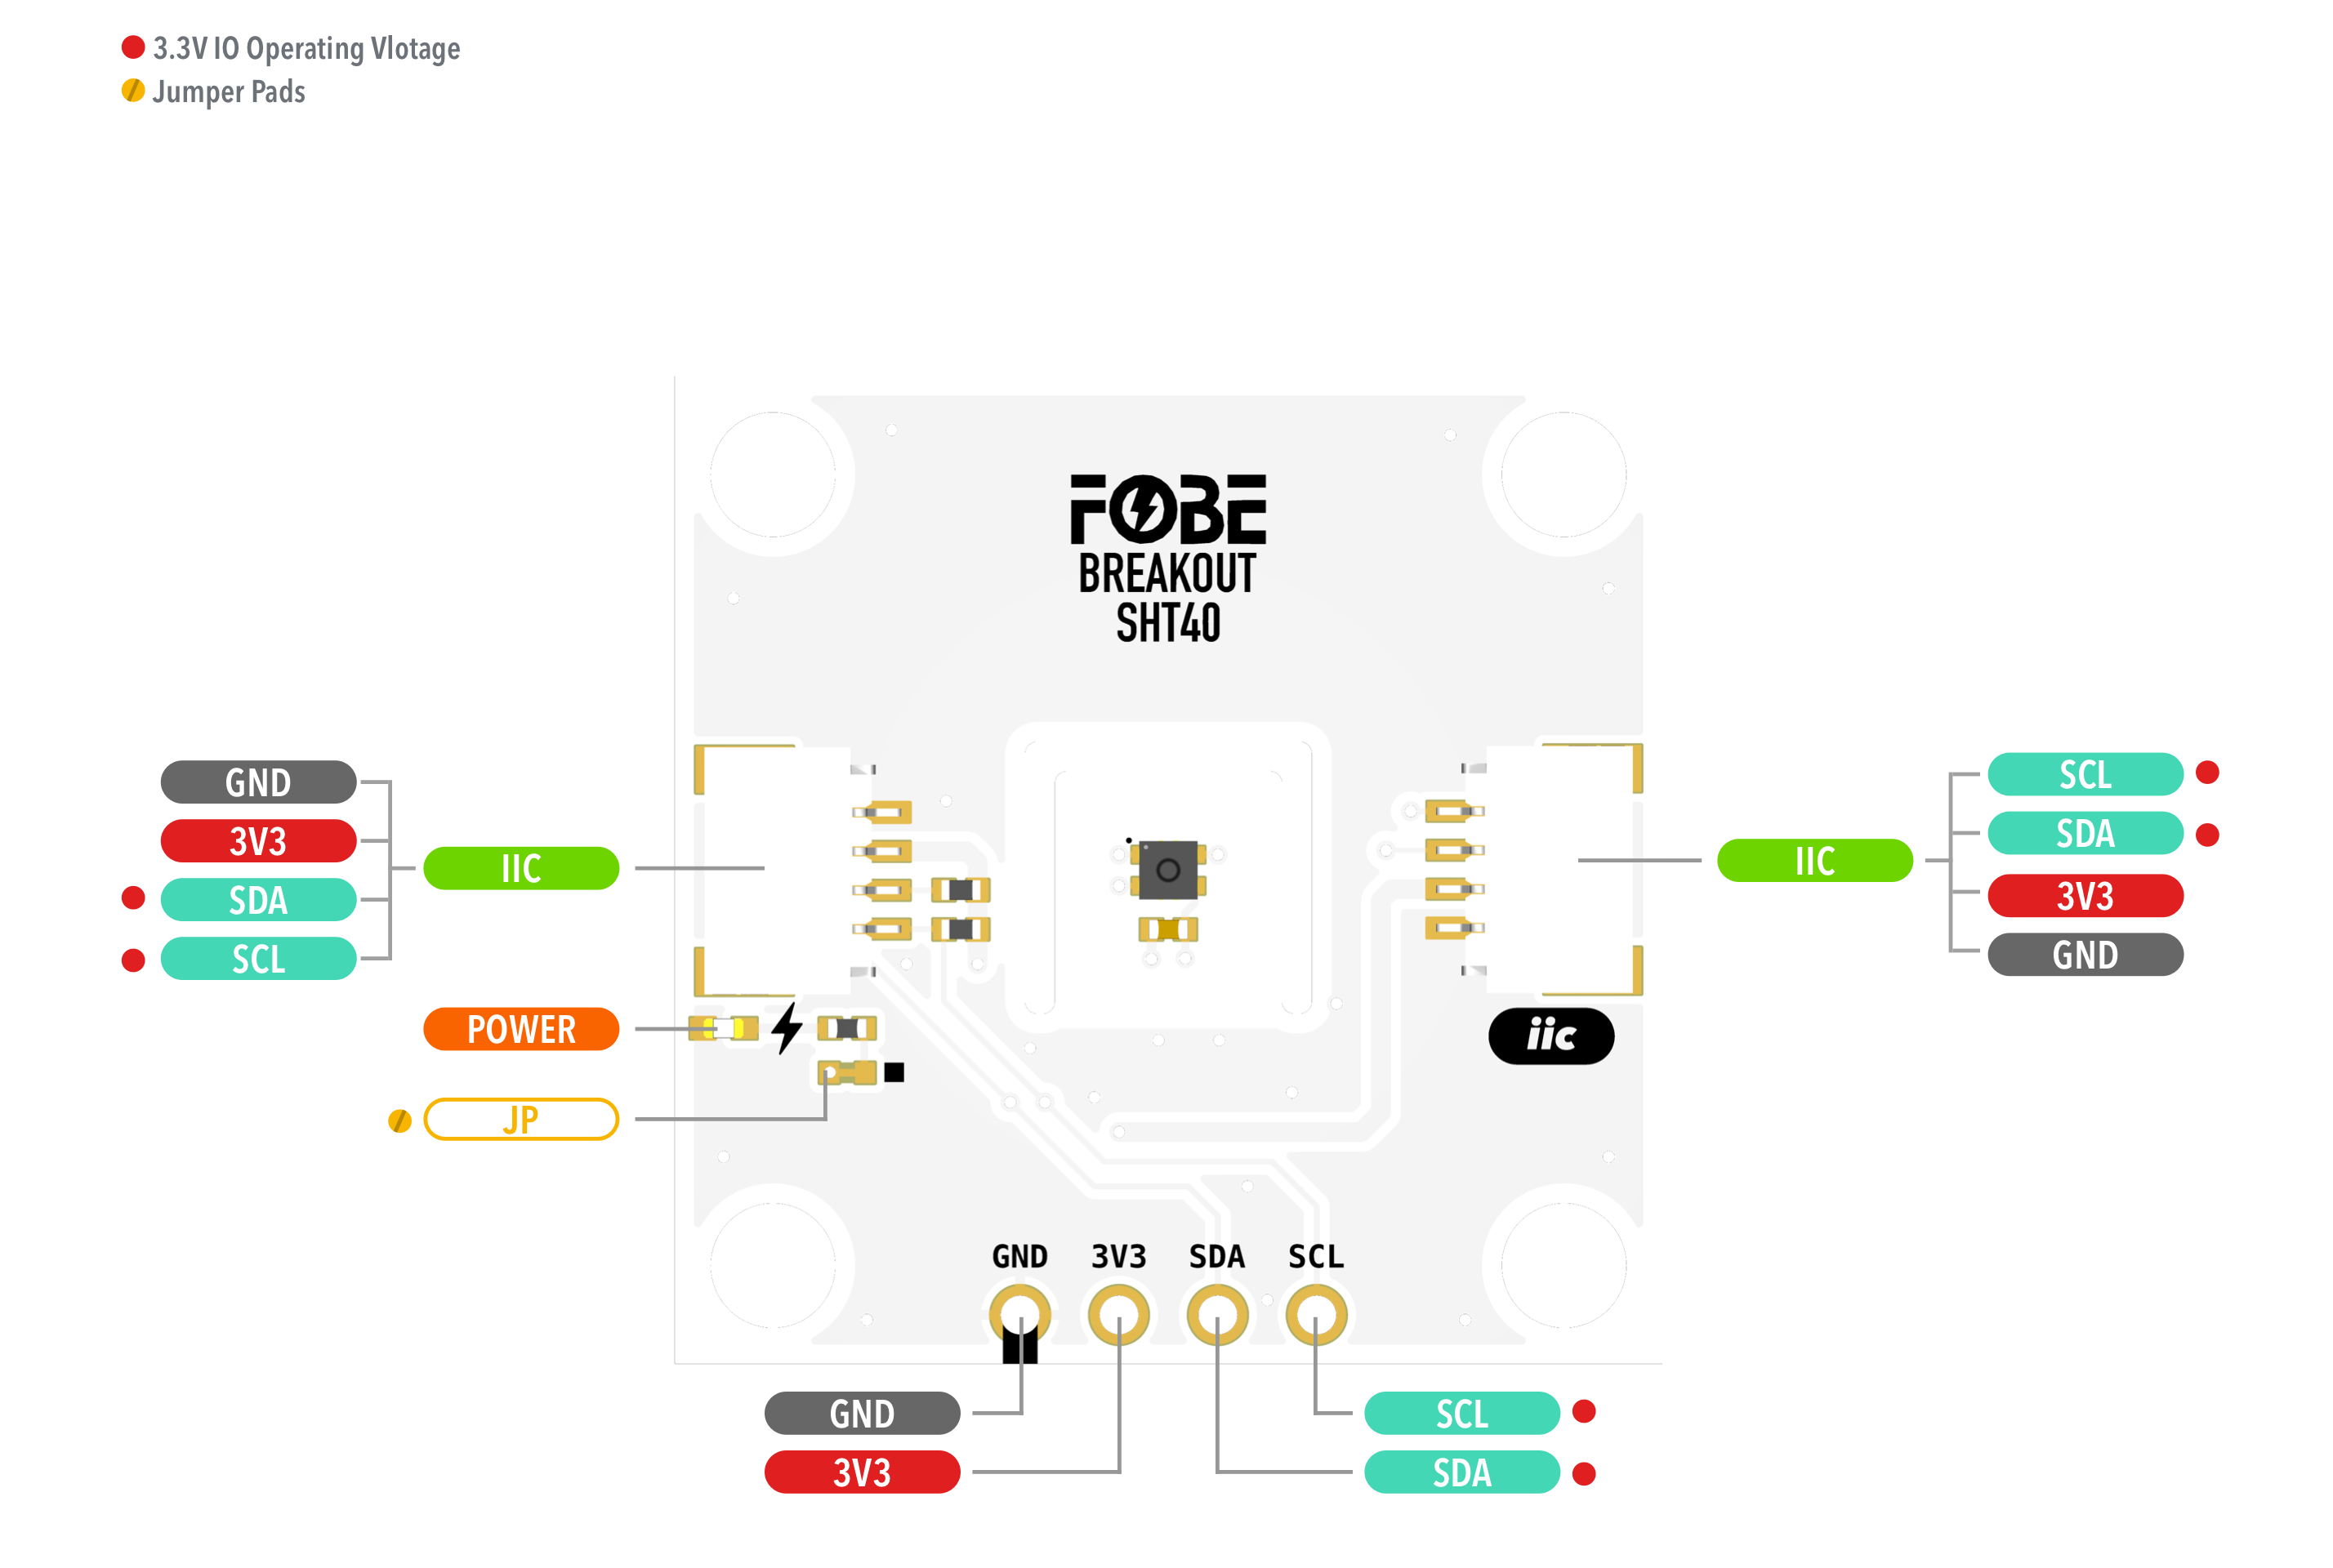 3.3V IO Operating Vlotage
Jumper Pads
FOBE
BREAKOUT
SHT40
GND
3V3
SDA
SCL
IIC
POWER
JP
IIC
SCL
SDA
3V3
GND
iic
GND 3V3 SDA SCL
GND
3V3
SCL
SDA